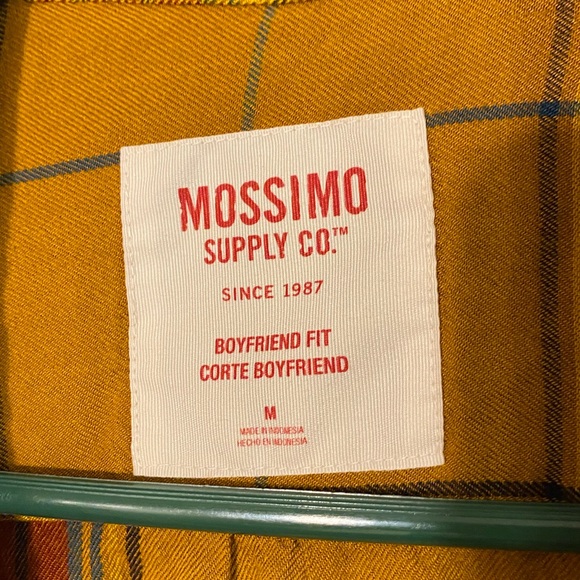 MOSSIMO
SUPPLY CO.™
SINCE 1987
BOYFRIEND FIT
CORTE BOYFRIEND
M
MADE IN INDONESIA
HECHO EN INDONESIA